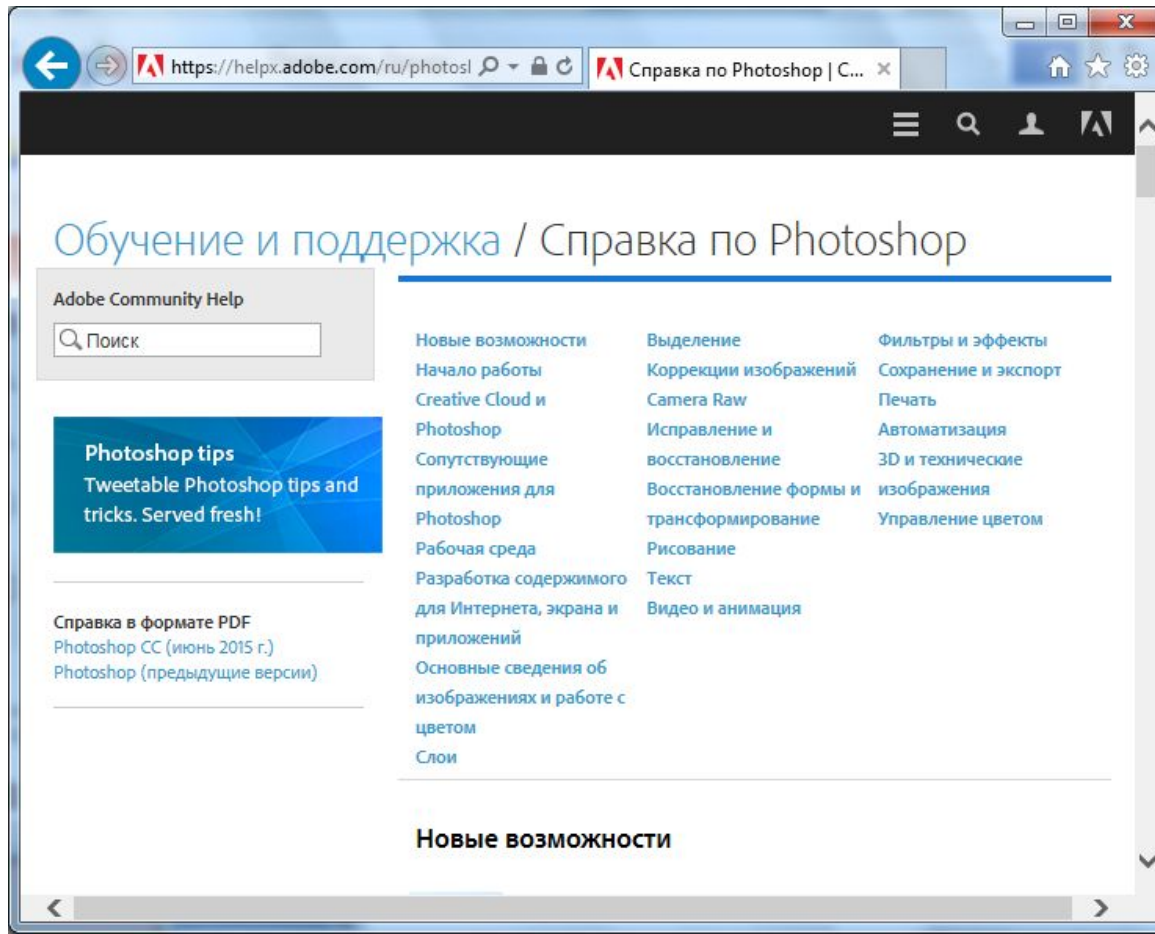 https://helpx.adobe.com/ru/photosl
Справка по Photoshop | C...
Обучение и поддержка / Справка по Photoshop
Adobe Community Help
Поиск
Photoshop tips
Tweetable Photoshop tips and
tricks. Served fresh!
Справка в формате PDF
Photoshop CC (июнь 2015 г.)
Photoshop (предыдущие версии)
Новые возможности
Начало работы
Creative Cloud и
Photoshop
Сопутствующие
приложения для
Photoshop
Рабочая среда
Разработка содержимого
для Интернета, экрана и
приложений
Основные сведения об
изображениях и работе с
цветом
Слои
Выделение
Коррекции изображений
Camera Raw
Исправление и
восстановление
Восстановление формы и
трансформирование
Рисование
Текст
Видео и анимация
Фильтры и эффекты
Сохранение и экспорт
Печать
Автоматизация
3D и технические
изображения
Управление цветом
Новые возможности